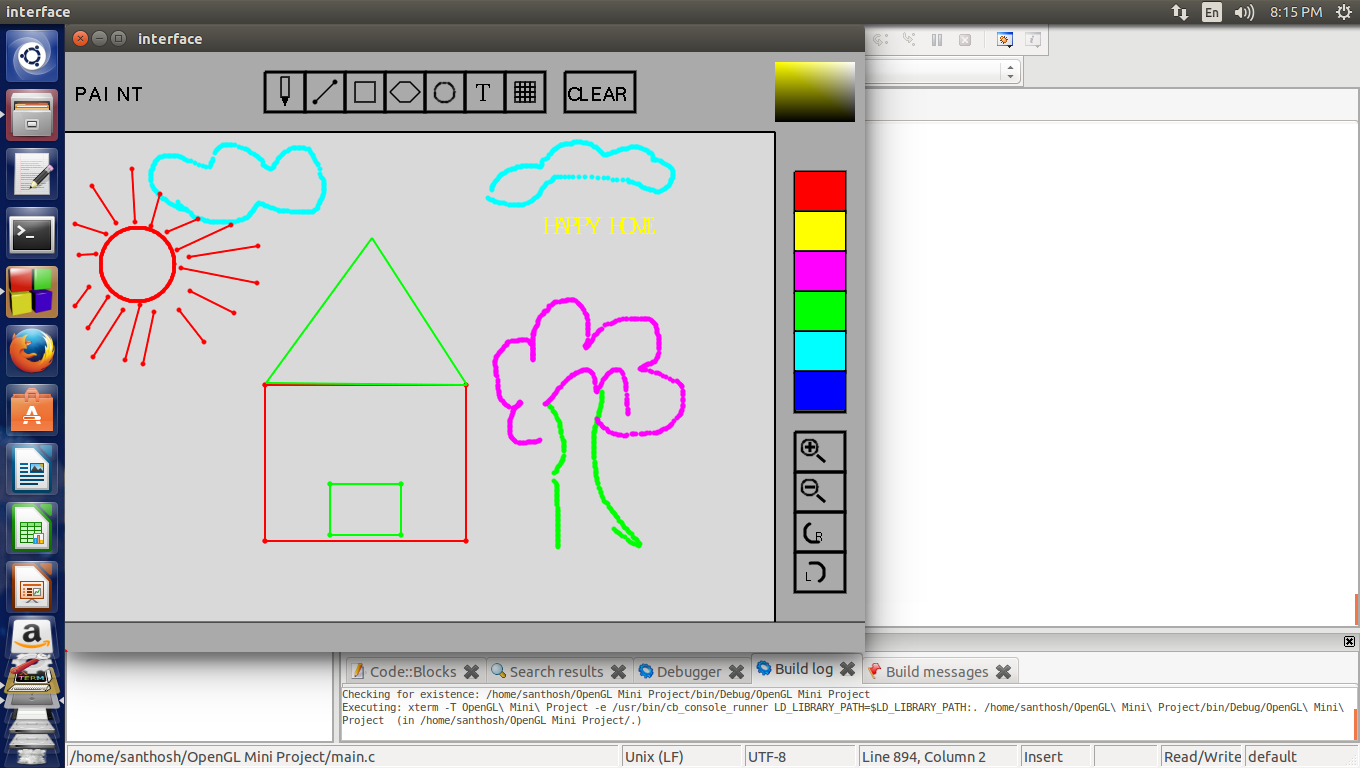 interface
En
8:15 PM
interface
PAINT
T
CLEAR
HAPPY HOME
R
L
a
TERM
Code::Blocks
Search results
Debugger
Build log
Build messages
Checking for existence: /home/santhosh/OpenGL Mini Project/bin/Debug/OpenGL Mini Project
Executing: xterm -T OpenGL\ Mini\ Project -e /usr/bin/cb_console_runner LD_LIBRARY_PATH=$LD_LIBRARY_PATH:. /home/santhosh/OpenGL\ Mini\ Project/bin/Debug/OpenGL\ Mini\
Project  (in /home/santhosh/OpenGL Mini Project/.)
/home/santhosh/OpenGL Mini Project/main.c
Unix (LF)
UTF-8
Line 894, Column 2
Insert
Read/Write
default